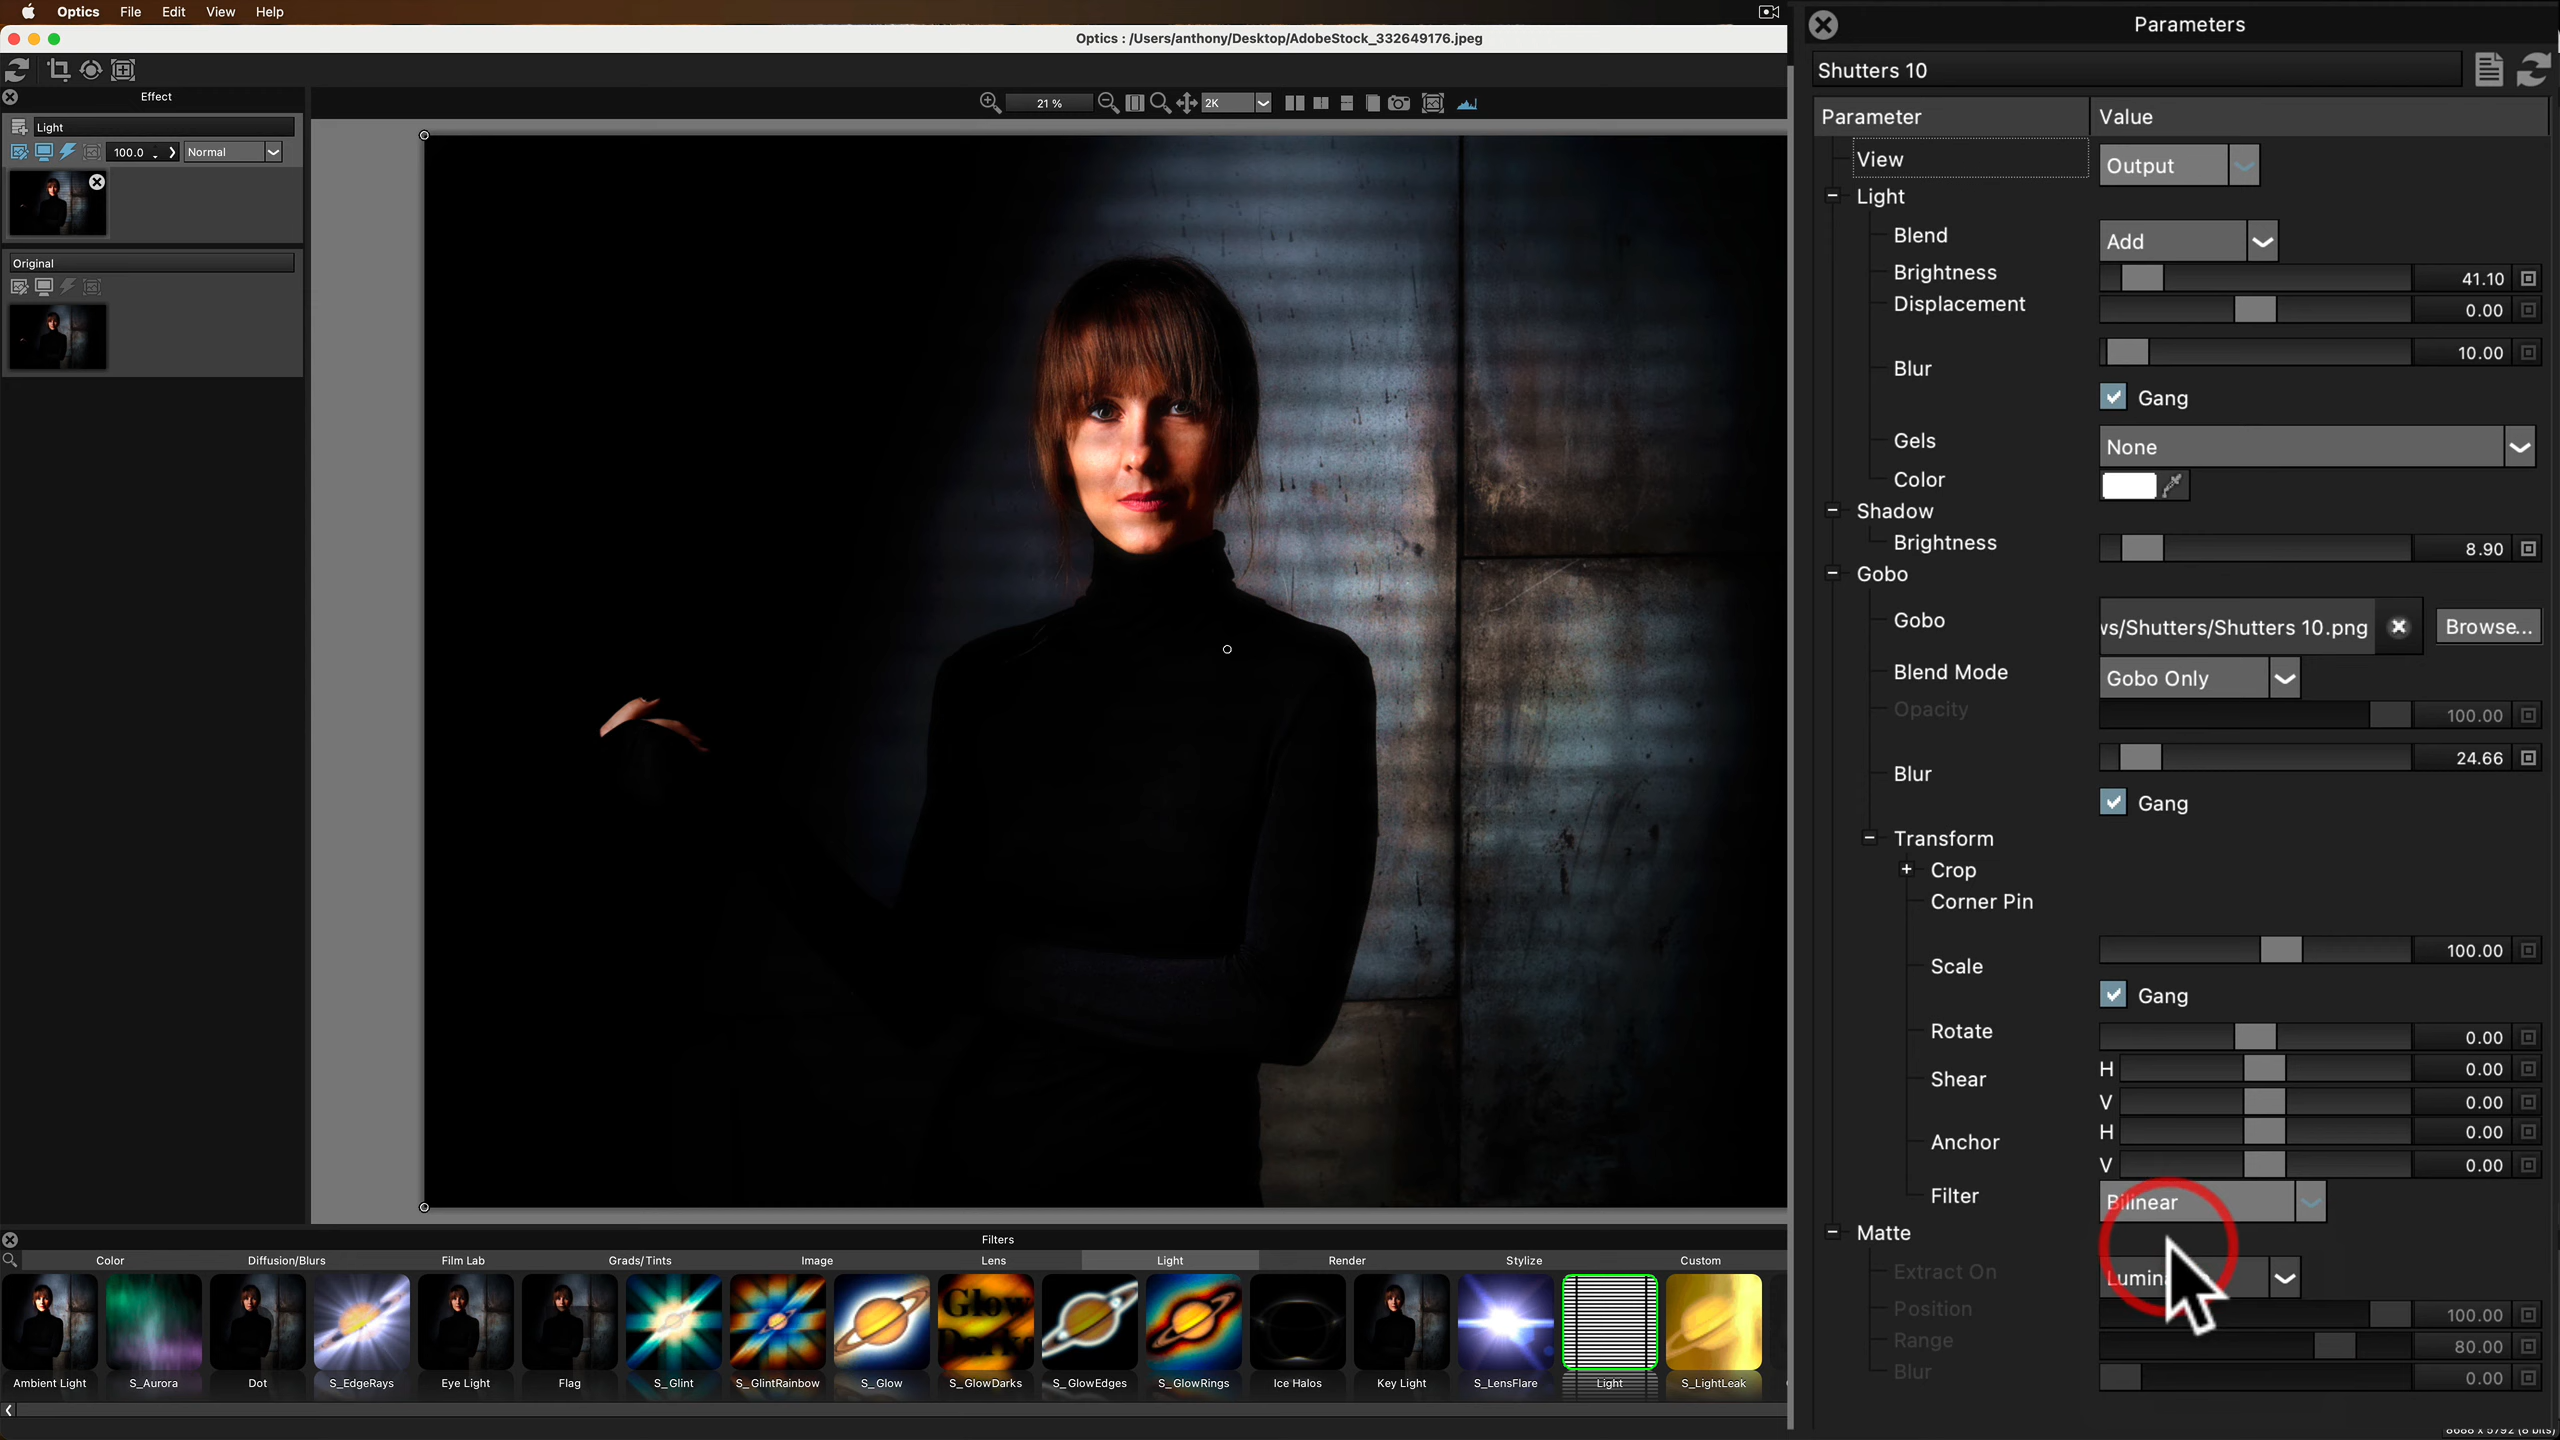 Optics File Edit View Help
Optics : /Users/anthony/Desktop/AdobeStock_332649176.jpeg
Effect
Light
100.0 Normal
Original
21 % 2K
Parameters
Shutters 10
Parameter Value
View Output
Light
Blend Add
Brightness 41.10
Displacement 0.00
10.00
Blur
Gang
Gels None
Color
Shadow
Brightness 8.90
Gobo
Gobo vs/Shutters/Shutters 10.png Browse...
Blend Mode Gobo Only
Opacity 100.00
24.66
Blur
Gang
Transform
Crop
Corner Pin
100.00
Scale
Gang
Rotate 0.00
H 0.00
Shear
V 0.00
H 0.00
Anchor
V 0.00
Filter Bilinear
Matte
Extract On
Position 100.00
Range 80.00
Blur 0.00
8688 x 5792 (8 bits)
Filters
Color Diffusion/Blurs Film Lab Grads/Tints Image Lens Light Render Stylize Custom
Glow
Darks
Ambient Light S_Aurora Dot S_EdgeRays Eye Light Flag S_Glint S_GlintRainbow S_Glow S_GlowDarks S_GlowEdges S_GlowRings Ice Halos Key Light S_LensFlare Light S_LightLeak